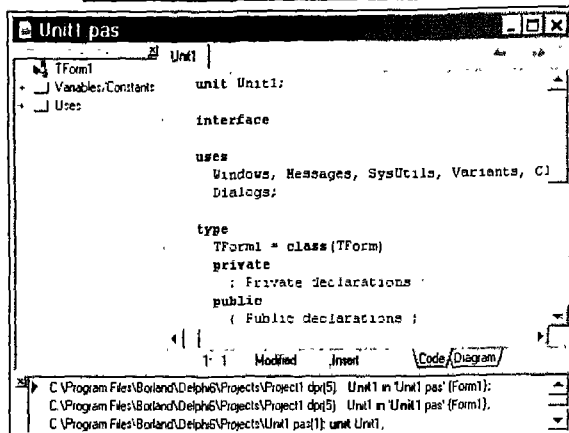 Unit1 pas
Unit1
TForm1
Variables/Constants
Uses
unit Unit1;
interface
uses
Windows, Messages, SysUtils, Variants, Cl
Dialogs;
type
TForm1 = class(TForm)
private
{ Private declarations
public
{ Public declarations }
1: 1 Modified Insert Code Diagram
C \Program Files\Borland\Delphi6\Projects\Project1 dpr(5) Unit1 in 'Unit1 pas' {Form1};
C \Program Files\Borland\Delphi6\Projects\Project1 dpr(5) Unit1 in 'Unit1 pas' {Form1},
C \Program Files\Borland\Delphi6\Projects\Unit1 pas(1): unit Unit1,